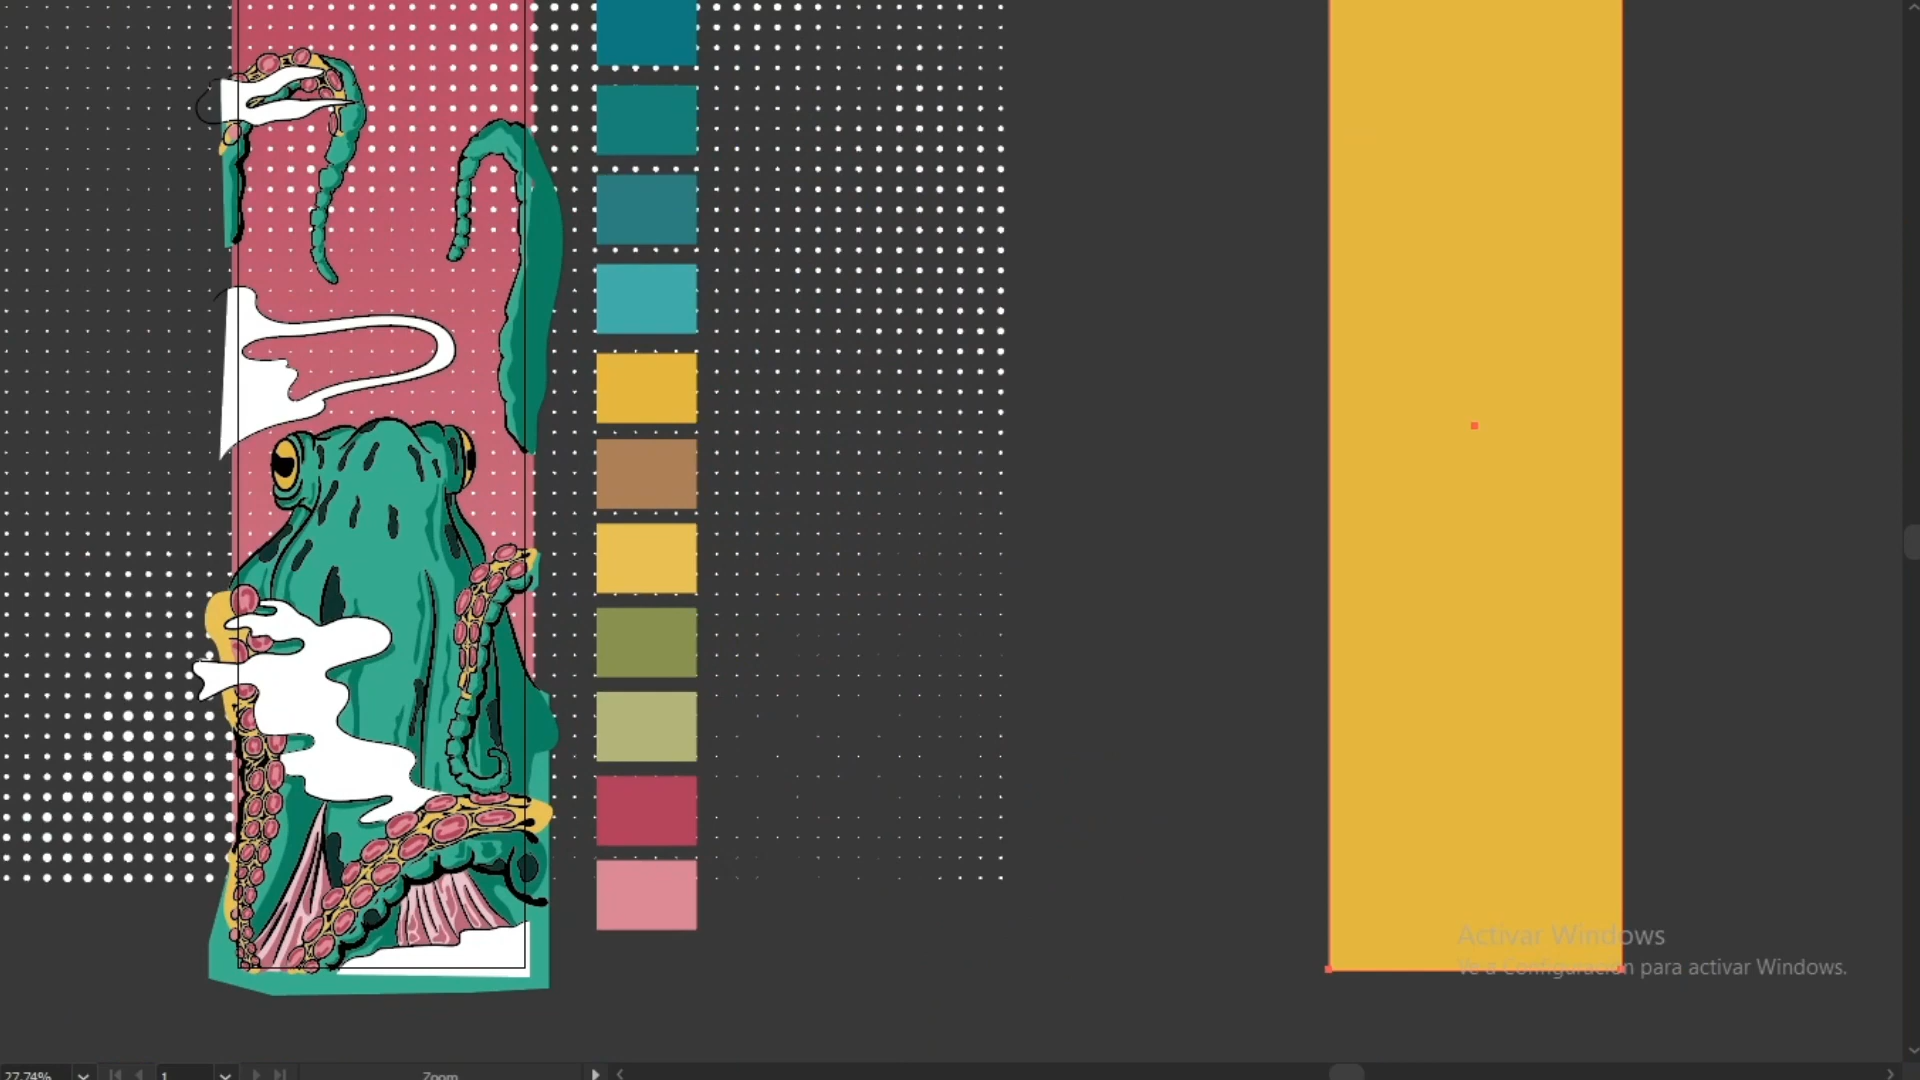 Activar Windows
Ve a Configuración para activar Windows.
27.74%
1
Zoom